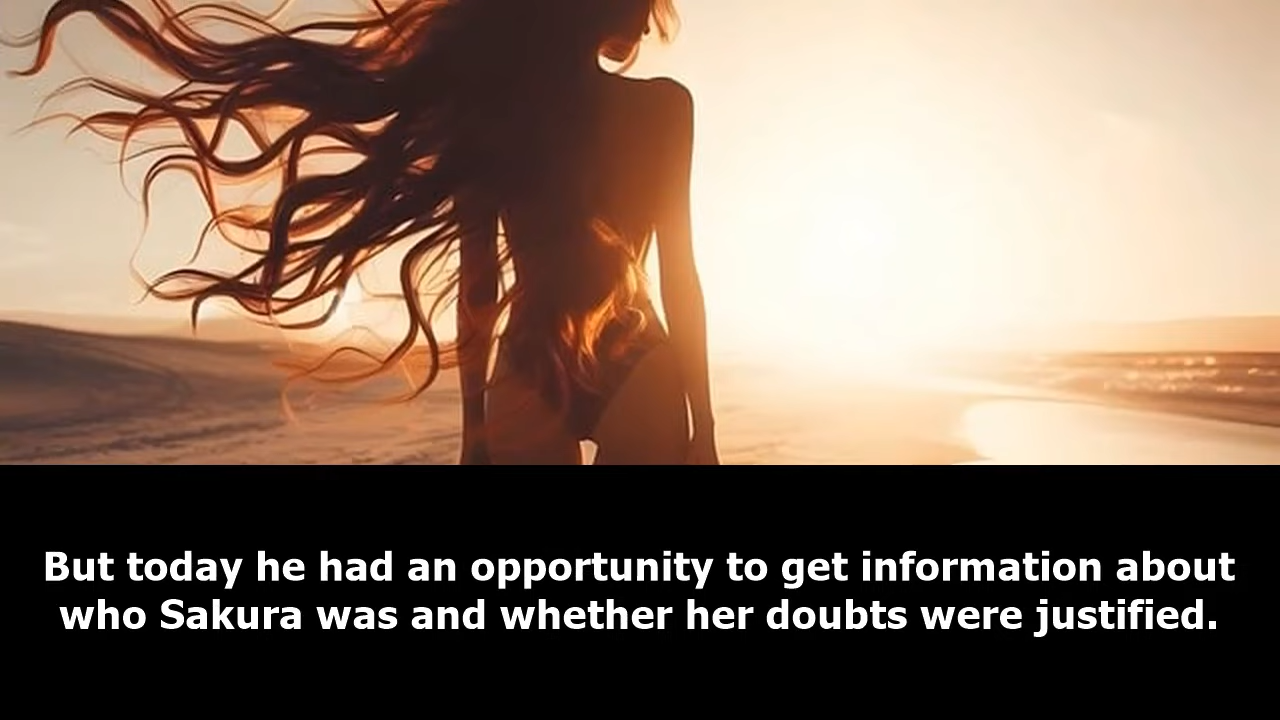 But today he had an opportunity to get information about
who Sakura was and whether her doubts were justified.